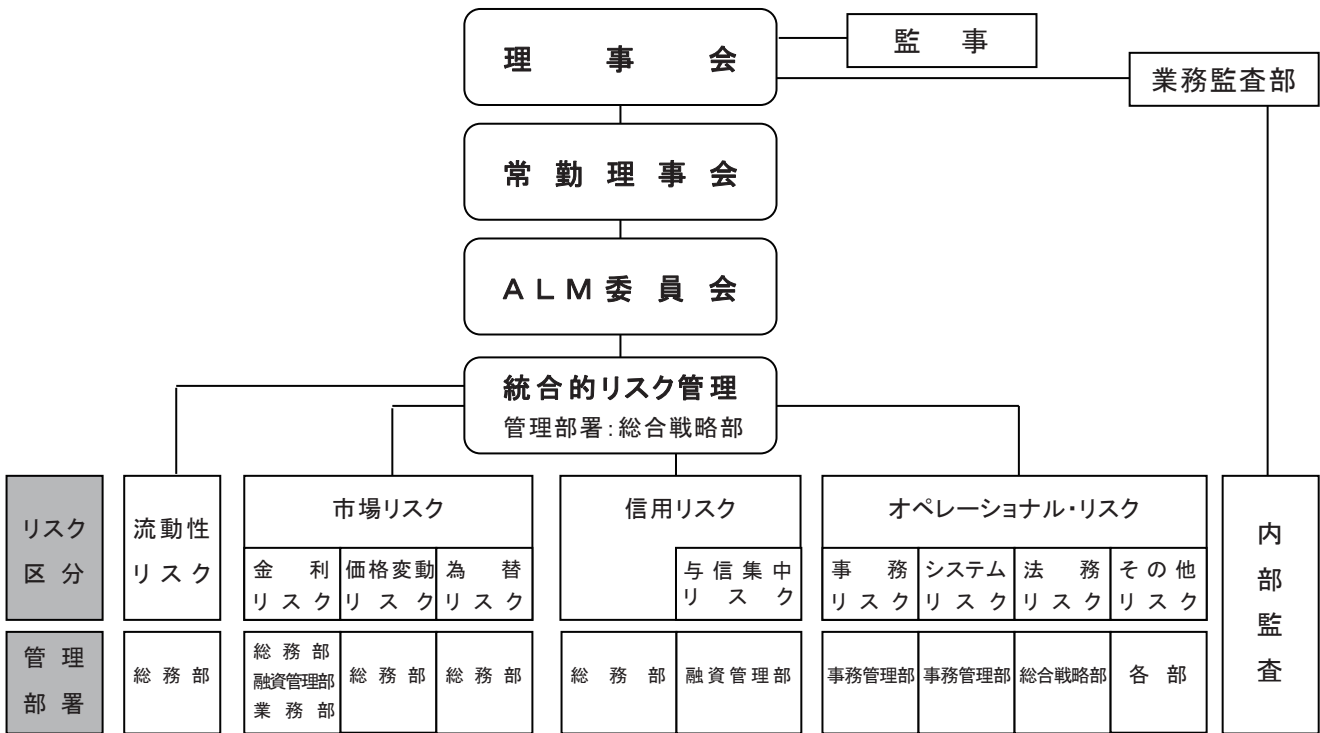 理事会
監事
業務監査部
常勤理事会
ALM委員会
統合的リスク管理
管理部署:総合戦略部
リスク
区分
流動性
リスク
市場リスク
金利
リスク
価格変動
リスク
為替
リスク
信用リスク
与信集中
リスク
オペレーショナル・リスク
事務
リスク
システム
リスク
法務
リスク
その他
リスク
内部監査
管理
部署
総務部
総務部
融資管理部
業務部
総務部
総務部
総務部
融資管理部
事務管理部
事務管理部
総合戦略部
各部